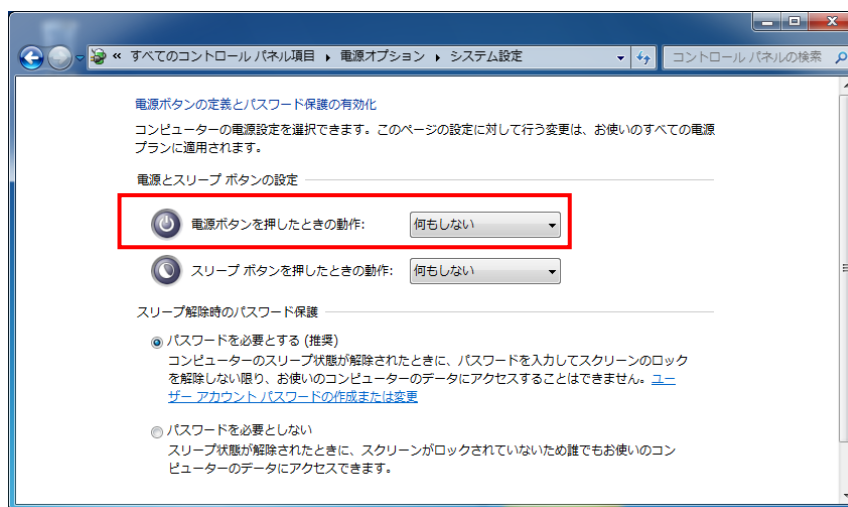 « すべてのコントロール パネル項目 ▸ 電源オプション ▸ システム設定
コントロール パネルの検索
電源ボタンの定義とパスワード保護の有効化
コンピューターの電源設定を選択できます。このページの設定に対して行う変更は、お使いのすべての電源
プランに適用されます。
電源とスリープ ボタンの設定
電源ボタンを押したときの動作: 何もしない
スリープ ボタンを押したときの動作: 何もしない
スリープ解除時のパスワード保護
パスワードを必要とする (推奨)
コンピューターのスリープ状態が解除されたときに、パスワードを入力してスクリーンのロック
を解除しない限り、お使いのコンピューターのデータにアクセスすることはできません。ユー
ザー アカウント パスワードの作成または変更
パスワードを必要としない
スリープ状態が解除されたときに、スクリーンがロックされていないため誰でもお使いのコン
ピューターのデータにアクセスできます。